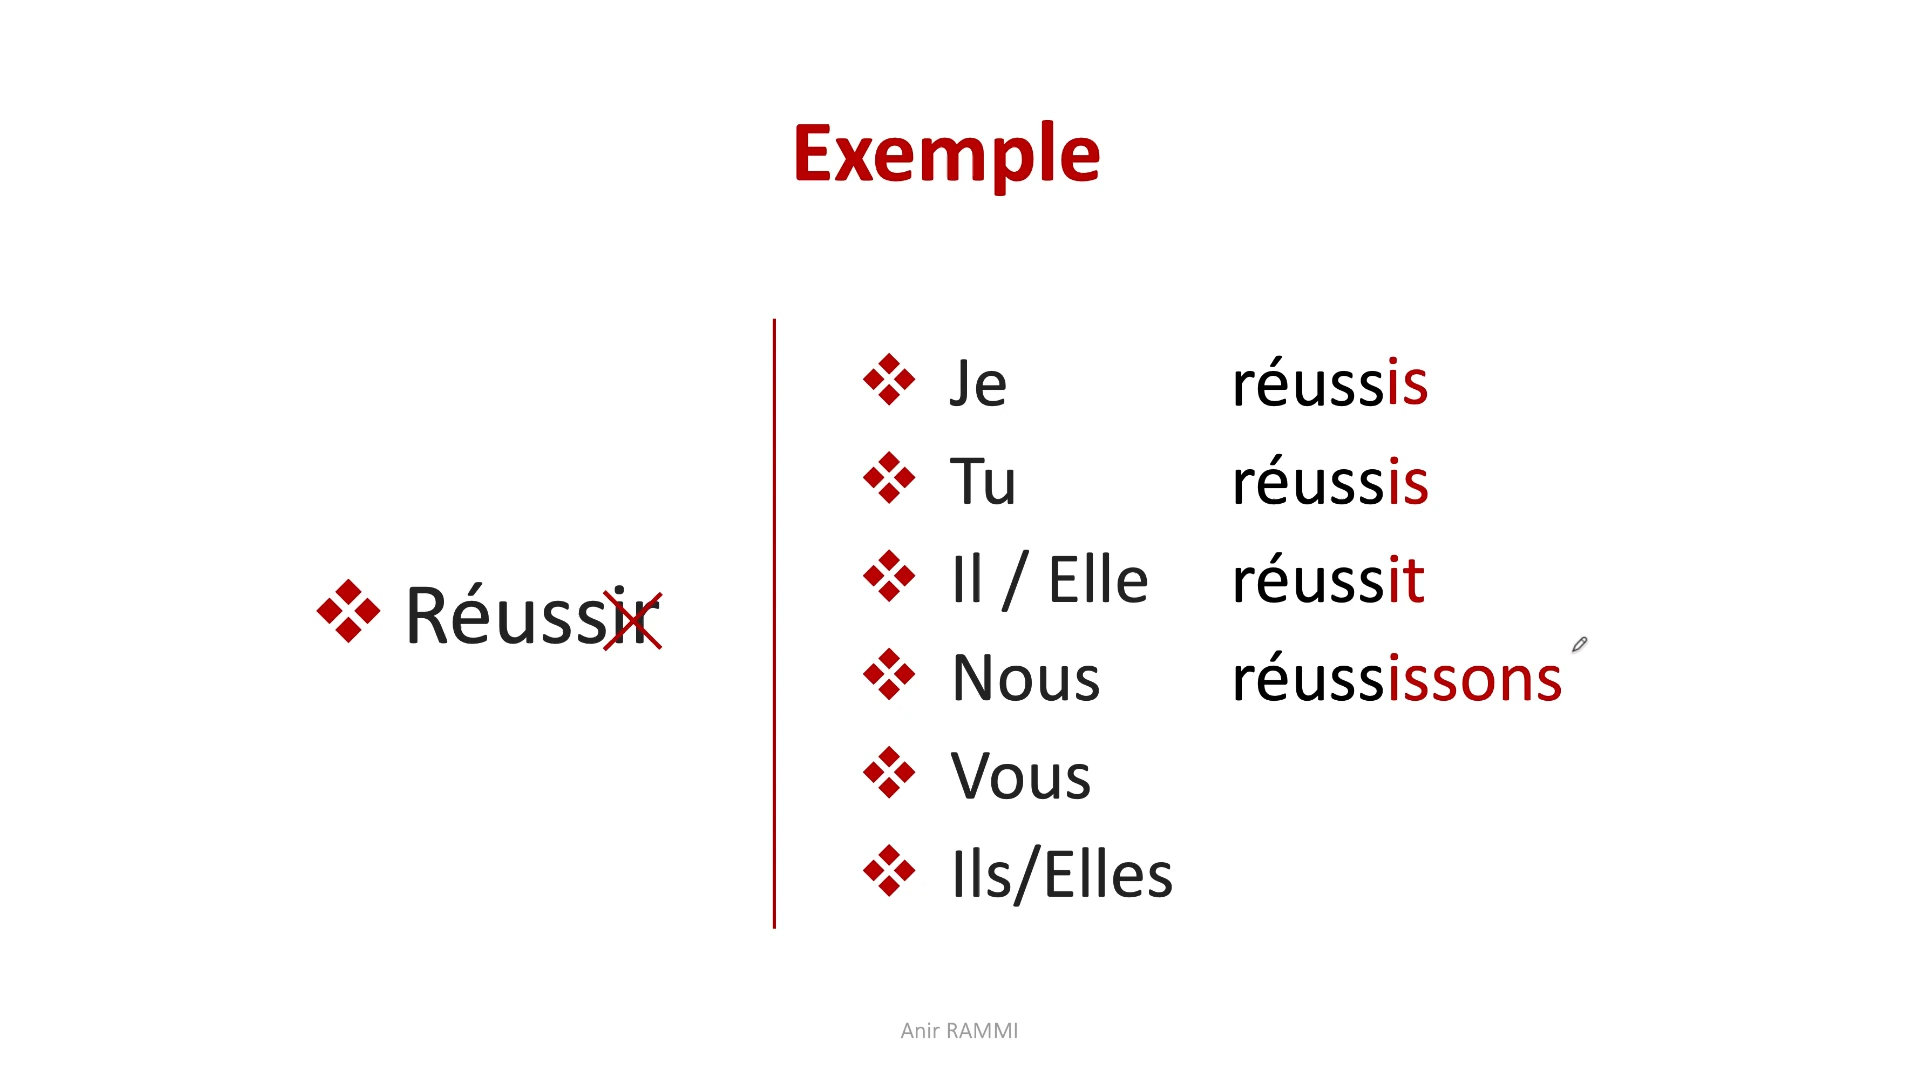 Exemple
Réussir
Je réussis
Tu réussis
Il / Elle réussit
Nous réussissons
Vous
Ils/Elles
Anir RAMMI